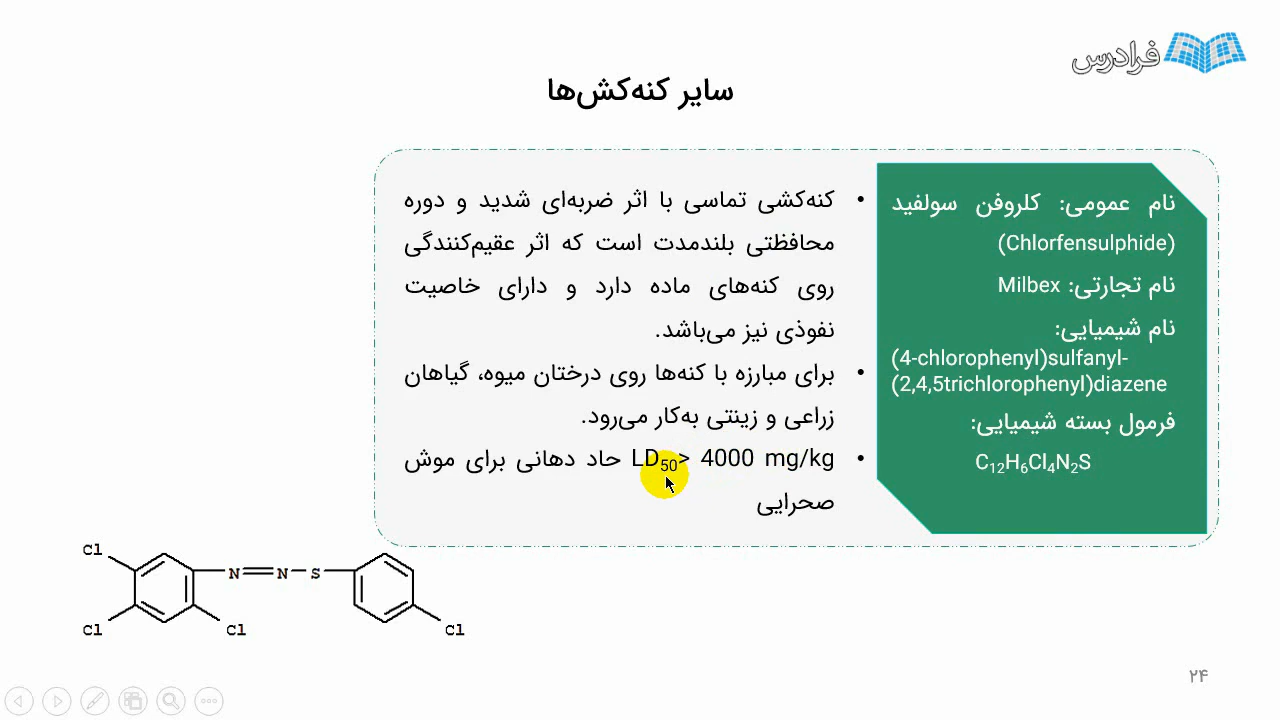 فرادرس
سایر کنه‌کش‌ها
نام عمومی: کلروفن سولفید
(Chlorfensulphide)
نام تجارتی: Milbex
نام شیمیایی:
(4-chlorophenyl)sulfanyl-
(2,4,5trichlorophenyl)diazene
فرمول بسته شیمیایی:
C₁₂H₆Cl₄N₂S
• کنه‌کشی تماسی با اثر ضربه‌ای شدید و دوره
محافظتی بلندمدت است که اثر عقیم‌کنندگی
روی کنه‌های ماده دارد و دارای خاصیت
نفوذی نیز می‌باشد.
• برای مبارزه با کنه‌ها روی درختان میوه، گیاهان
زراعی و زینتی به‌کار می‌رود.
• LD₅₀> 4000 mg/kg حاد دهانی برای موش
صحرایی
Cl
N N S
Cl Cl Cl
۲۴